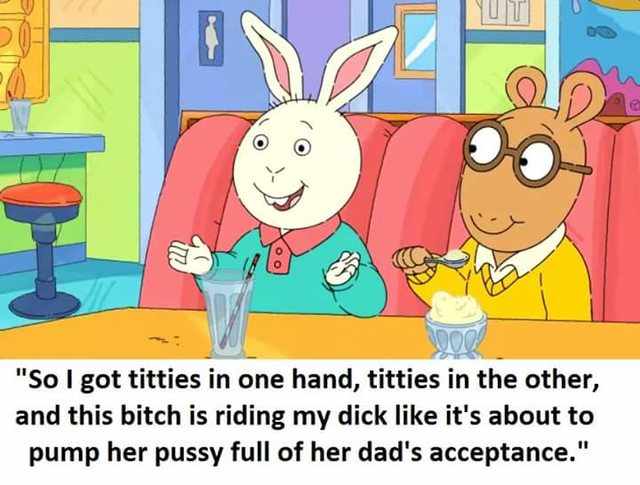 "So I got titties in one hand, titties in the other,
and this bitch is riding my dick like it's about to
pump her pussy full of her dad's acceptance."